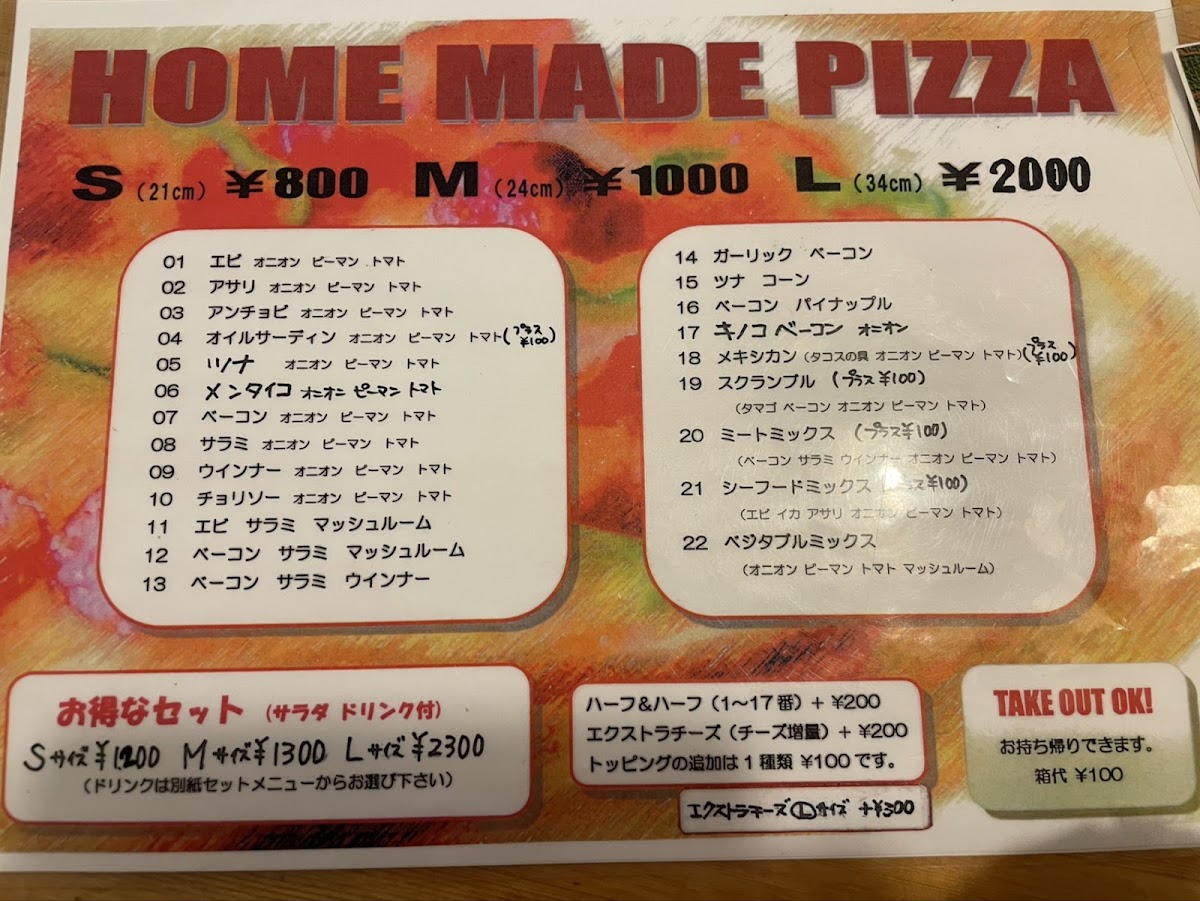 HOME MADE PIZZA
S (21cm) ¥800 M (24cm) ¥1000 L (34cm) ¥2000
01 エビ オニオン ピーマン トマト
02 アサリ オニオン ピーマン トマト
03 アンチョビ オニオン ピーマン トマト
04 オイルサーディン オニオン ピーマン トマト(プラス¥100)
05 ツナ オニオン ピーマン トマト
06 メンタイコ オニオン ピーマン トマト
07 ベーコン オニオン ピーマン トマト
08 サラミ オニオン ピーマン トマト
09 ウインナー オニオン ピーマン トマト
10 チョリソー オニオン ピーマン トマト
11 エビ サラミ マッシュルーム
12 ベーコン サラミ マッシュルーム
13 ベーコン サラミ ウインナー
14 ガーリック ベーコン
15 ツナ コーン
16 ベーコン パイナップル
17 キノコ ベーコン オニオン
18 メキシカン(タコスの具 オニオン ピーマン トマト)(プラス¥100)
19 スクランブル (プラス¥100)
(タマゴ ベーコン オニオン ピーマン トマト)
20 ミートミックス (プラス¥100)
(ベーコン サラミ ウインナー オニオン ピーマン トマト)
21 シーフードミックス (プラス¥100)
(エビ イカ アサリ オニオン ピーマン トマト)
22 ベジタブルミックス
(オニオン ピーマン トマト マッシュルーム)
お得なセット (サラダ ドリンク付)
Sサイズ¥1200 Mサイズ¥1300 Lサイズ¥2300
(ドリンクは別紙セットメニューからお選び下さい)
ハーフ&ハーフ(1〜17番)+¥200
エクストラチーズ(チーズ増量)+¥200
トッピングの追加は1種類 ¥100です。
エクストラチーズⓁサイズ +¥300
TAKE OUT OK!
お持ち帰りできます。
箱代 ¥100